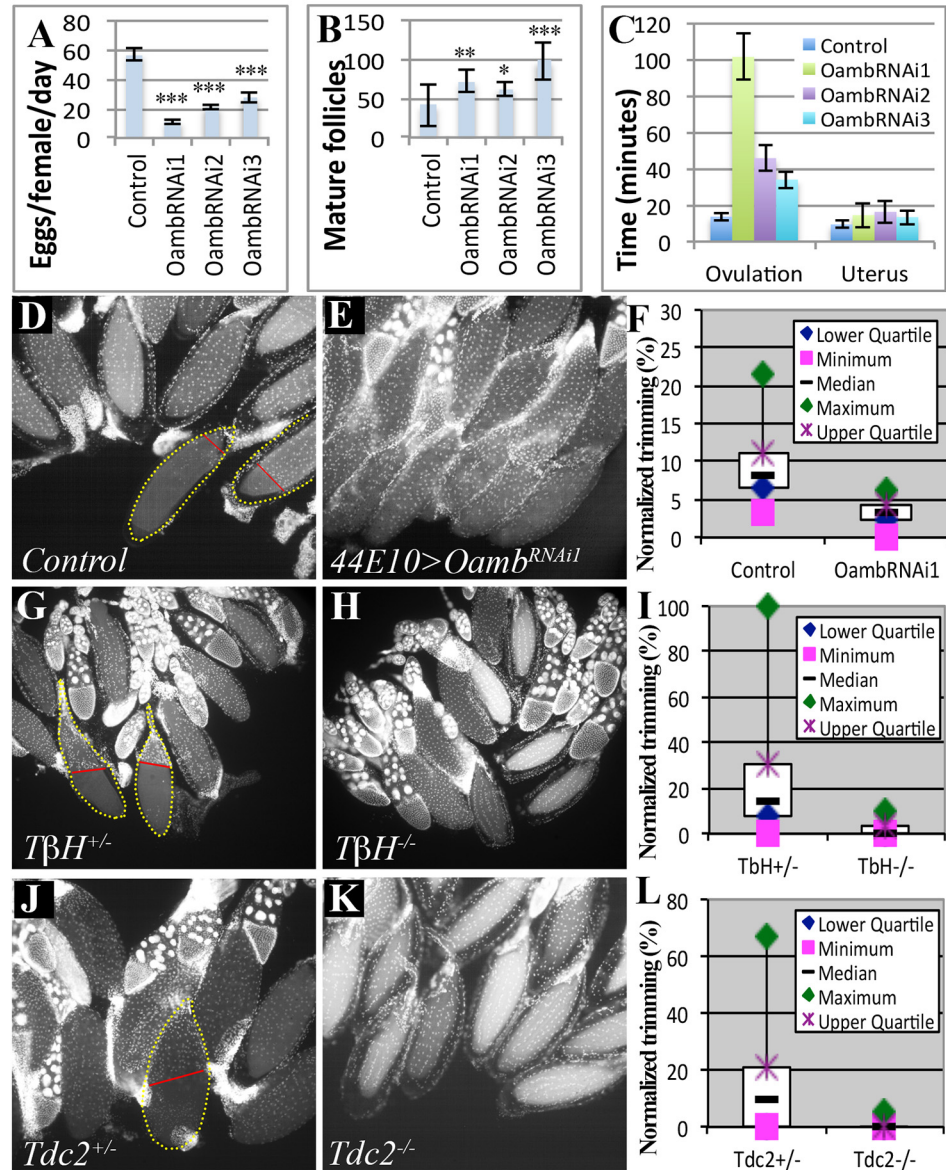 A
Eggs/female/day
80
60
40
20
0
***
***
***
Control
OambRNAi1
OambRNAi2
OambRNAi3
B
Mature follicles
150
100
50
0
**
*
***
Control
OambRNAi1
OambRNAi2
OambRNAi3
C
Time (minutes)
120
100
80
60
40
20
0
Control
OambRNAi1
OambRNAi2
OambRNAi3
Ovulation
Uterus
D
Control
E
44E10>Oamb^RNAi1
F
Normalized trimming (%)
30
25
20
15
10
5
0
Lower Quartile
Minimum
Median
Maximum
Upper Quartile
Control
OambRNAi1
G
TβH+/-
H
TβH-/-
I
Normalized trimming (%)
100
80
60
40
20
0
Lower Quartile
Minimum
Median
Maximum
Upper Quartile
TbH+/-
TbH-/-
J
Tdc2+/-
K
Tdc2-/-
L
Normalized trimming (%)
80
60
40
20
0
Lower Quartile
Minimum
Median
Maximum
Upper Quartile
Tdc2+/-
Tdc2-/-